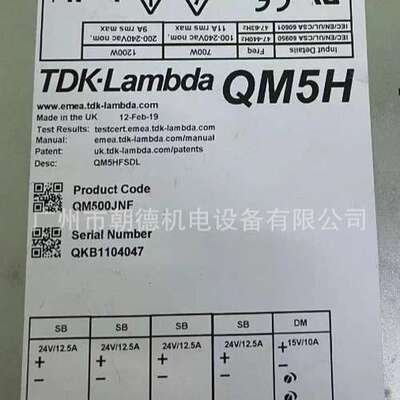 Input Details
Freq
700W
1200W
IEC/EN/UL/CSA 60950
47-440Hz
100-240Vac nom.
11A rms max
200-240Vac nom.
9A rms max
IEC/EN/UL/CSA 60601
47-63Hz
TDK-Lambda QM5H
www.emea.tdk-lambda.com
Made in the UK 12-Feb-19
Test Results: testcert.emea.tdk-lambda.com
Manual: emea.tdk-lambda.com/manual
Patent: uk.tdk-lambda.com/patents
Desc: QM5HFSDL
Product Code
QM500JNF
广州市朝德机电设备有限公司
Serial Number
QKB1104047
SB SB SB SB DM
24V/12.5A 24V/12.5A 24V/12.5A 24V/12.5A + 15V/10A
+ + + + −
− − − −